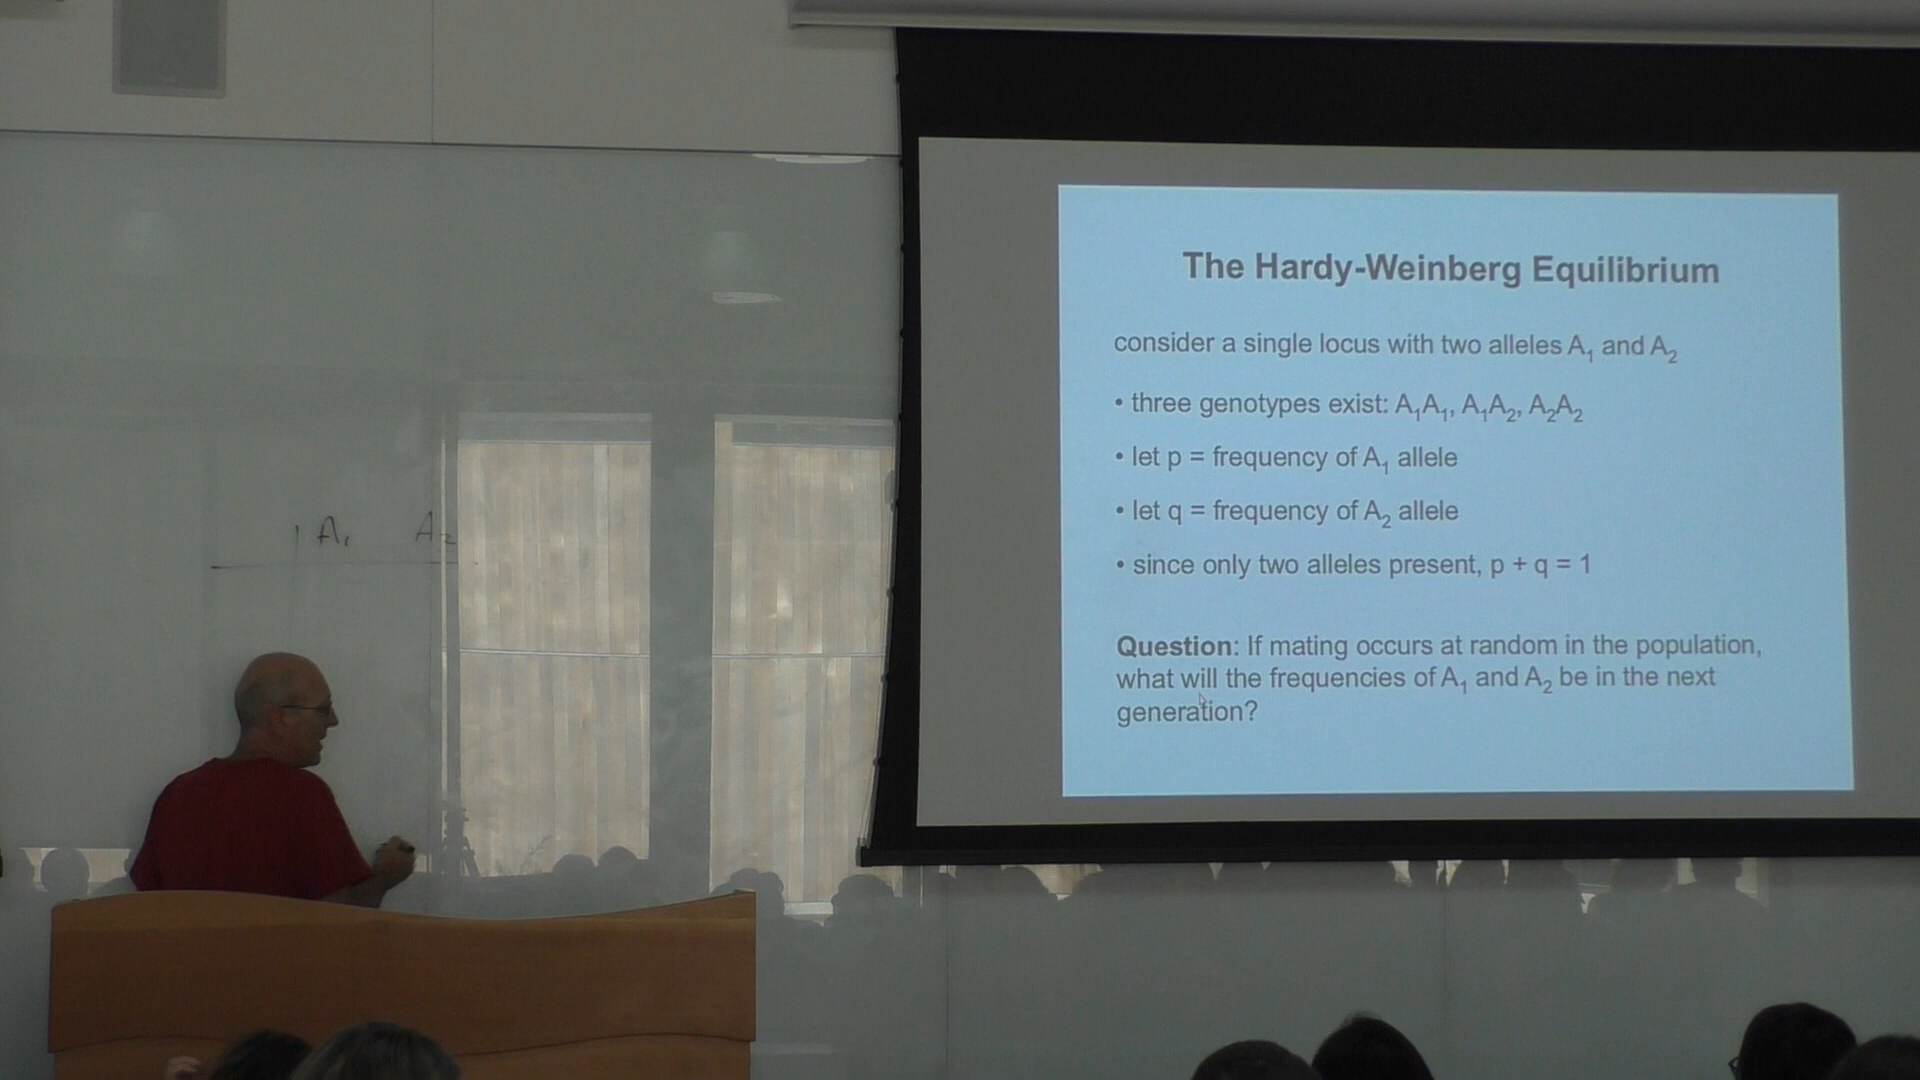 A₁ A₂
The Hardy-Weinberg Equilibrium
consider a single locus with two alleles A₁ and A₂
• three genotypes exist: A₁A₁, A₁A₂, A₂A₂
• let p = frequency of A₁ allele
• let q = frequency of A₂ allele
• since only two alleles present, p + q = 1
Question: If mating occurs at random in the population,
what will the frequencies of A₁ and A₂ be in the next
generation?